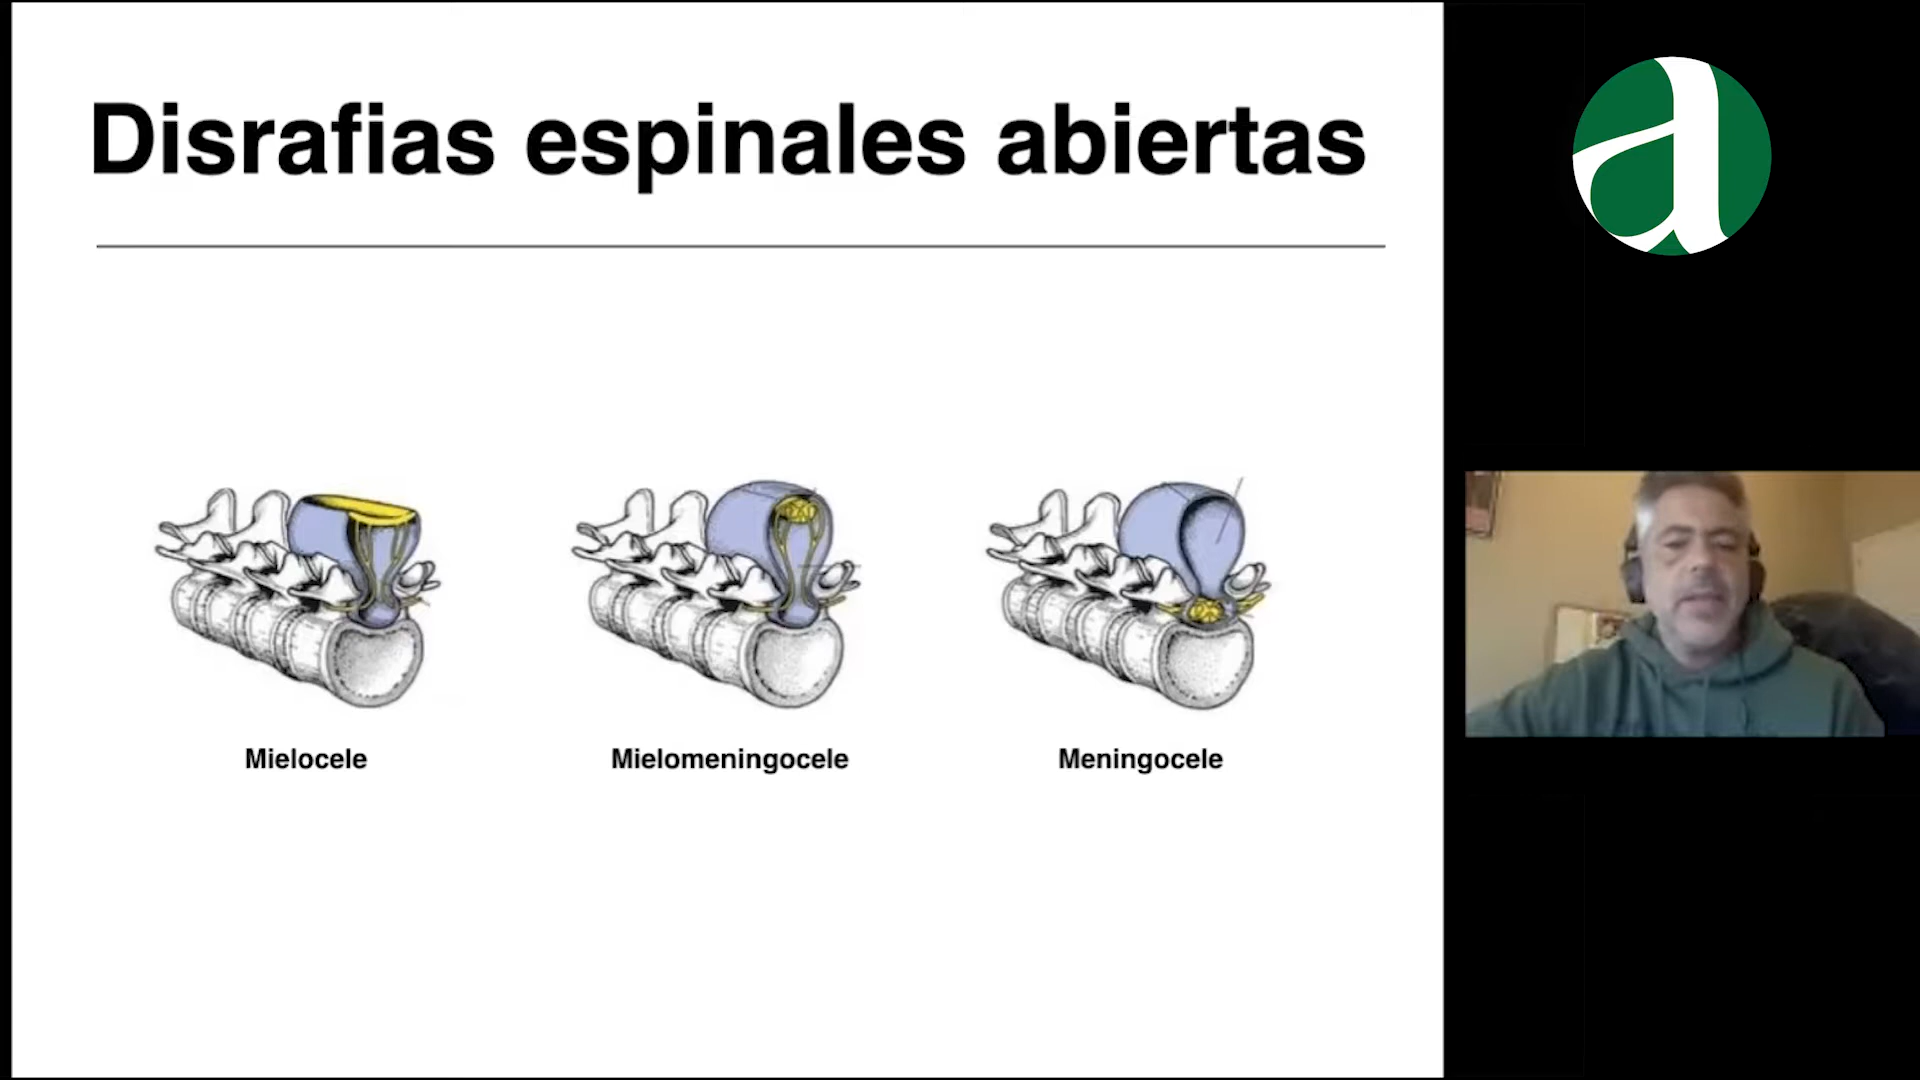 Disrafias espinales abiertas
Mielocele
Mielomeningocele
Meningocele
a